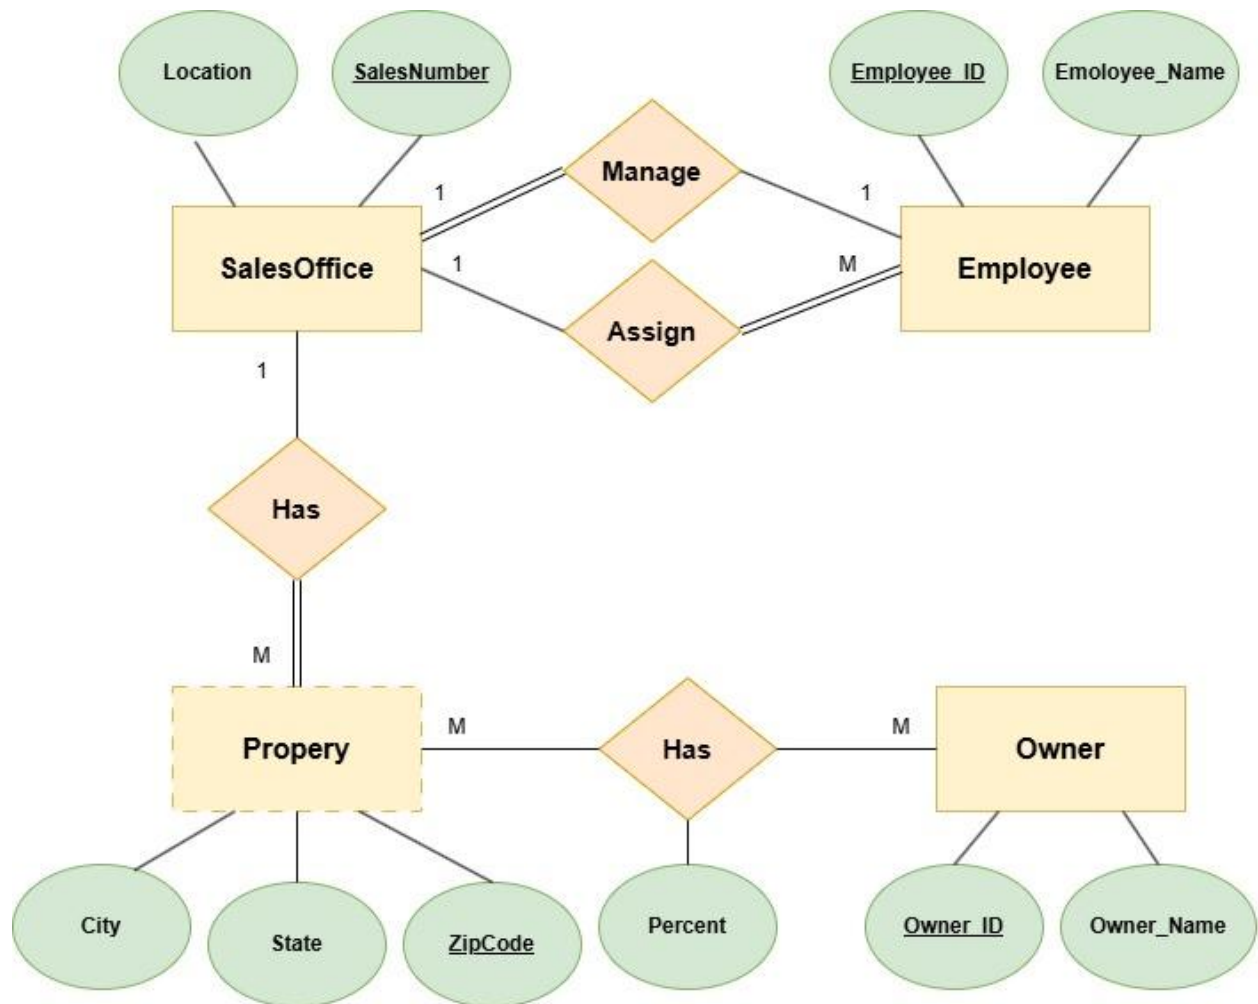 Location
SalesNumber
Employee_ID
Emoloyee_Name
Manage
1
1
SalesOffice
Employee
1
M
Assign
1
Has
M
Propery
M
Has
M
Owner
City
State
ZipCode
Percent
Owner_ID
Owner_Name